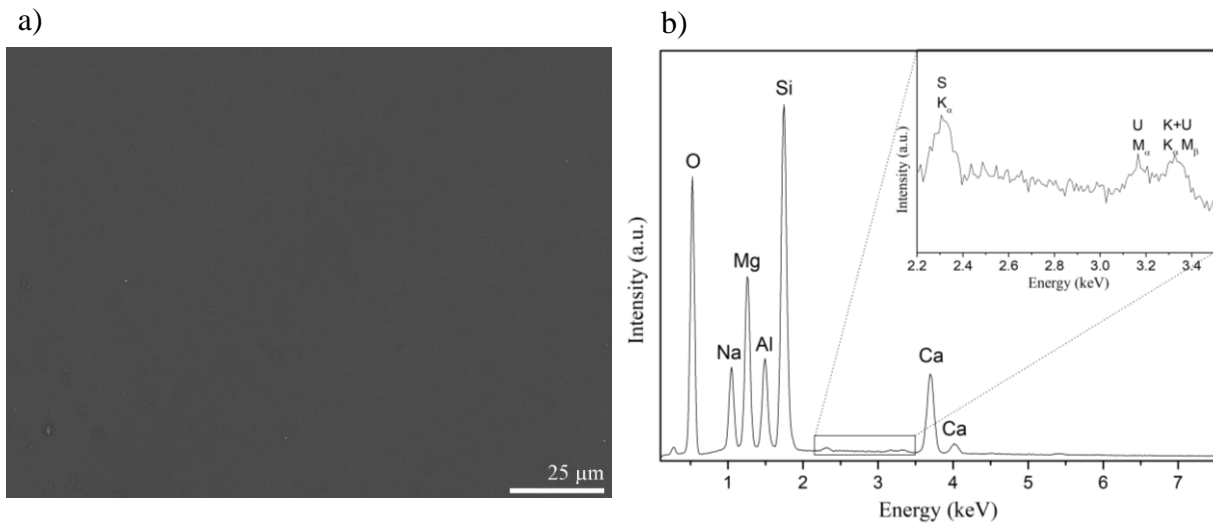 a)
25 µm
b)
Intensity (a.u.)
Energy (keV)
O
Na
Mg
Al
Si
Ca
Ca
1 2 3 4 5 6 7
S
Kα
U
Mα
K+U
Kα Mβ
Intensity (a.u.)
2.2 2.4 2.6 2.8 3.0 3.2 3.4
Energy (keV)